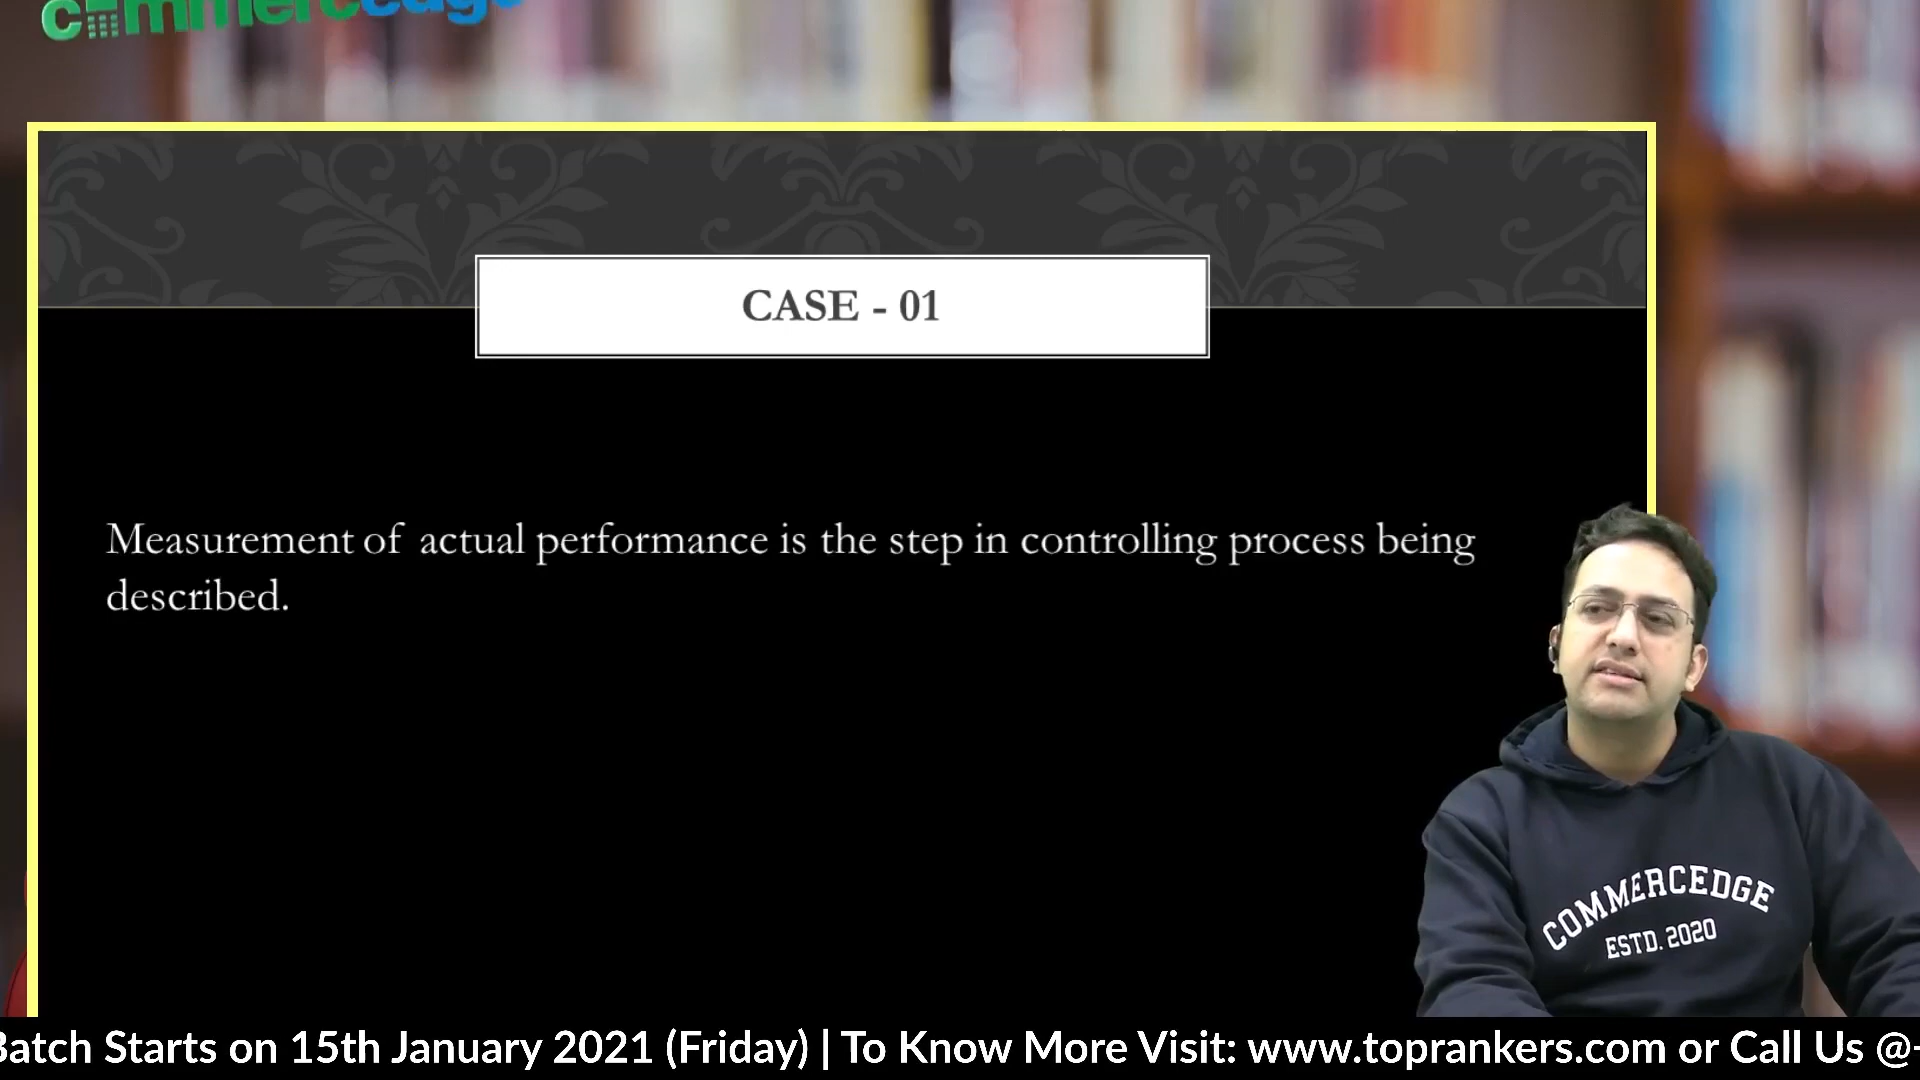 commercedge
CASE - 01
Measurement of actual performance is the step in controlling process being
described.
COMMERCEDGE
ESTD. 2020
Batch Starts on 15th January 2021 (Friday) | To Know More Visit: www.toprankers.com or Call Us @